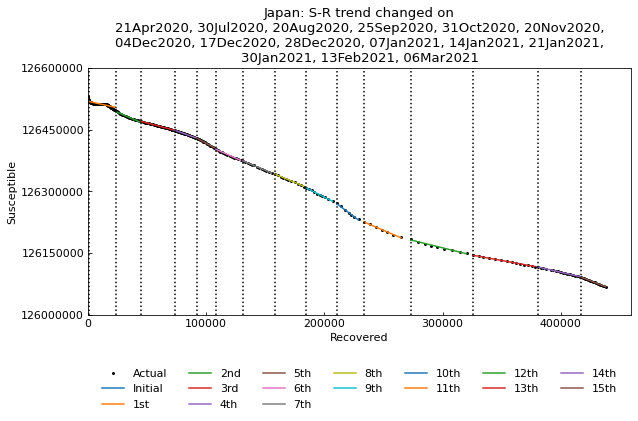 Japan: S-R trend changed on
21Apr2020, 30Jul2020, 20Aug2020, 25Sep2020, 31Oct2020, 20Nov2020,
04Dec2020, 17Dec2020, 28Dec2020, 07Jan2021, 14Jan2021, 21Jan2021,
30Jan2021, 13Feb2021, 06Mar2021
126600000
126450000
126300000
126150000
126000000
Susceptible
0 100000 200000 300000 400000
Recovered
Actual 2nd 5th 8th 10th 12th 14th
Initial 3rd 6th 9th 11th 13th 15th
1st 4th 7th